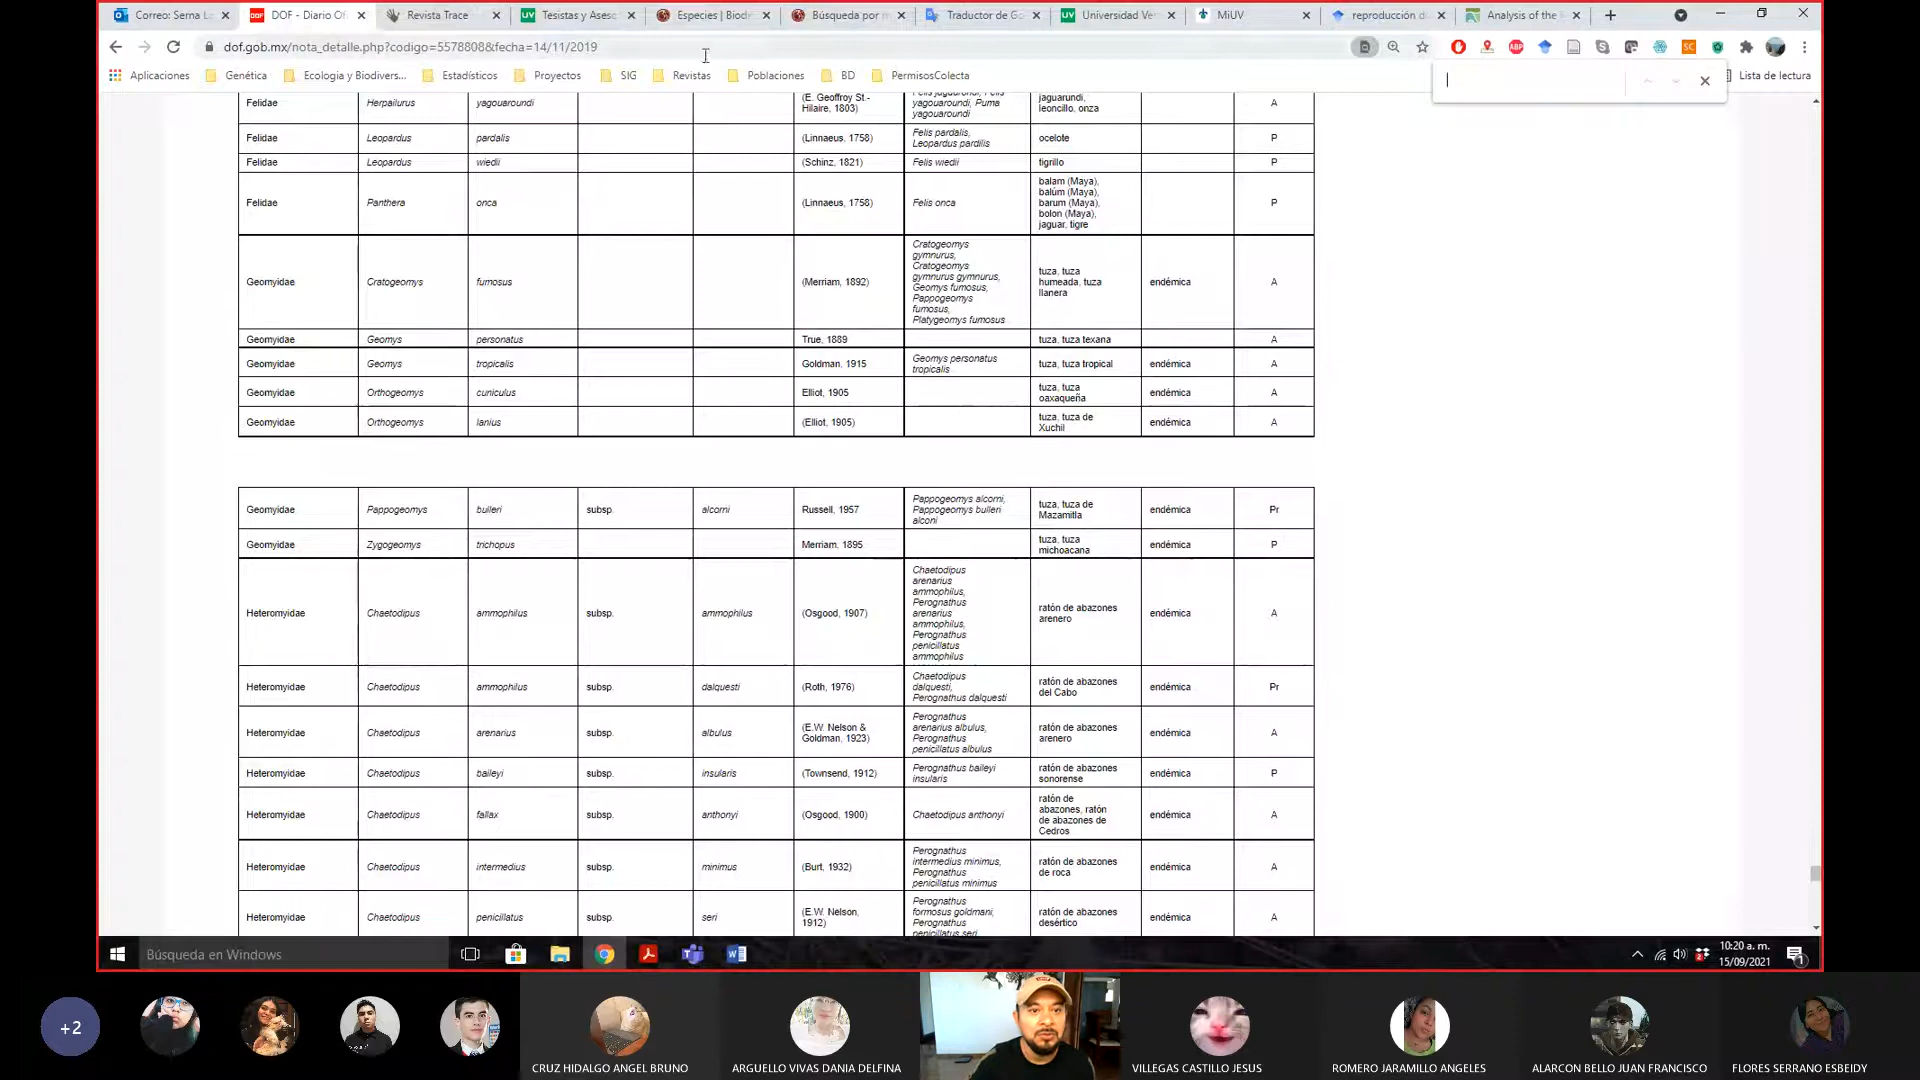 Correo: Serna L
DOF - Diario Of
Revista Trace
Tesistas y Aseso
Especies | Biodi
Búsqueda por n
Traductor de Go
Universidad Ve
MiUV
reproducción d
Analysis of the
dof.gob.mx/nota_detalle.php?codigo=5578808&fecha=14/11/2019
Aplicaciones Genética Ecologia y Biodivers... Estadísticos Proyectos SIG Revistas Poblaciones BD PermisosColecta Lista de lectura
Felidae Herpailurus yagouaroundi (E. Geoffroy St.-Hilaire, 1803) Felis jaguarundi, Felis yagouaroundi, Puma yagouaroundi jaguarundi, leoncillo, onza A
Felidae Leopardus pardalis (Linnaeus, 1758) Felis pardalis, Leopardus pardilis ocelote P
Felidae Leopardus wiedii (Schinz, 1821) Felis wiedii tigrillo P
Felidae Panthera onca (Linnaeus, 1758) Felis onca balam (Maya), balúm (Maya), barum (Maya), bolon (Maya), jaguar, tigre P
Geomyidae Cratogeomys fumosus (Merriam, 1892) Cratogeomys gymnurus, Cratogeomys gymnurus gymnurus, Geomys fumosus, Pappogeomys fumosus, Platygeomys fumosus tuza, tuza humeada, tuza llanera endémica A
Geomyidae Geomys personatus True, 1889 tuza, tuza texana A
Geomyidae Geomys tropicalis Goldman, 1915 Geomys personatus tropicalis tuza, tuza tropical endémica A
Geomyidae Orthogeomys cuniculus Elliot, 1905 tuza, tuza oaxaqueña endémica A
Geomyidae Orthogeomys lanius (Elliot, 1905) tuza, tuza de Xuchil endémica A
Geomyidae Pappogeomys bulleri subsp. alcorni Russell, 1957 Pappogeomys alcorni, Pappogeomys bulleri alconi tuza, tuza de Mazamitla endémica Pr
Geomyidae Zygogeomys trichopus Merriam, 1895 tuza, tuza michoacana endémica P
Heteromyidae Chaetodipus ammophilus subsp. ammophilus (Osgood, 1907) Chaetodipus arenarius ammophilus, Perognathus arenarius ammophilus, Perognathus penicillatus ammophilus ratón de abazones arenero endémica A
Heteromyidae Chaetodipus ammophilus subsp. dalquesti (Roth, 1976) Chaetodipus dalquesti, Perognathus dalquesti ratón de abazones del Cabo endémica Pr
Heteromyidae Chaetodipus arenarius subsp. albulus (E.W. Nelson & Goldman, 1923) Perognathus arenarius albulus, Perognathus penicillatus albulus ratón de abazones arenero endémica A
Heteromyidae Chaetodipus baileyi subsp. insularis (Townsend, 1912) Perognathus baileyi insularis ratón de abazones sonorense endémica P
Heteromyidae Chaetodipus fallax subsp. anthonyi (Osgood, 1900) Chaetodipus anthonyi ratón de abazones, ratón de abazones de Cedros endémica A
Heteromyidae Chaetodipus intermedius subsp. minimus (Burt, 1932) Perognathus intermedius minimus, Perognathus penicillatus minimus ratón de abazones de roca endémica A
Heteromyidae Chaetodipus penicillatus subsp. seri (E.W. Nelson, 1912) Perognathus formosus goldmani, Perognathus penicillatus seri ratón de abazones desértico endémica A
Búsqueda en Windows
10:20 a. m.
15/09/2021
+2
CRUZ HIDALGO ANGEL BRUNO
ARGUELLO VIVAS DANIA DELFINA
VILLEGAS CASTILLO JESUS
ROMERO JARAMILLO ANGELES
ALARCON BELLO JUAN FRANCISCO
FLORES SERRANO ESBEIDY